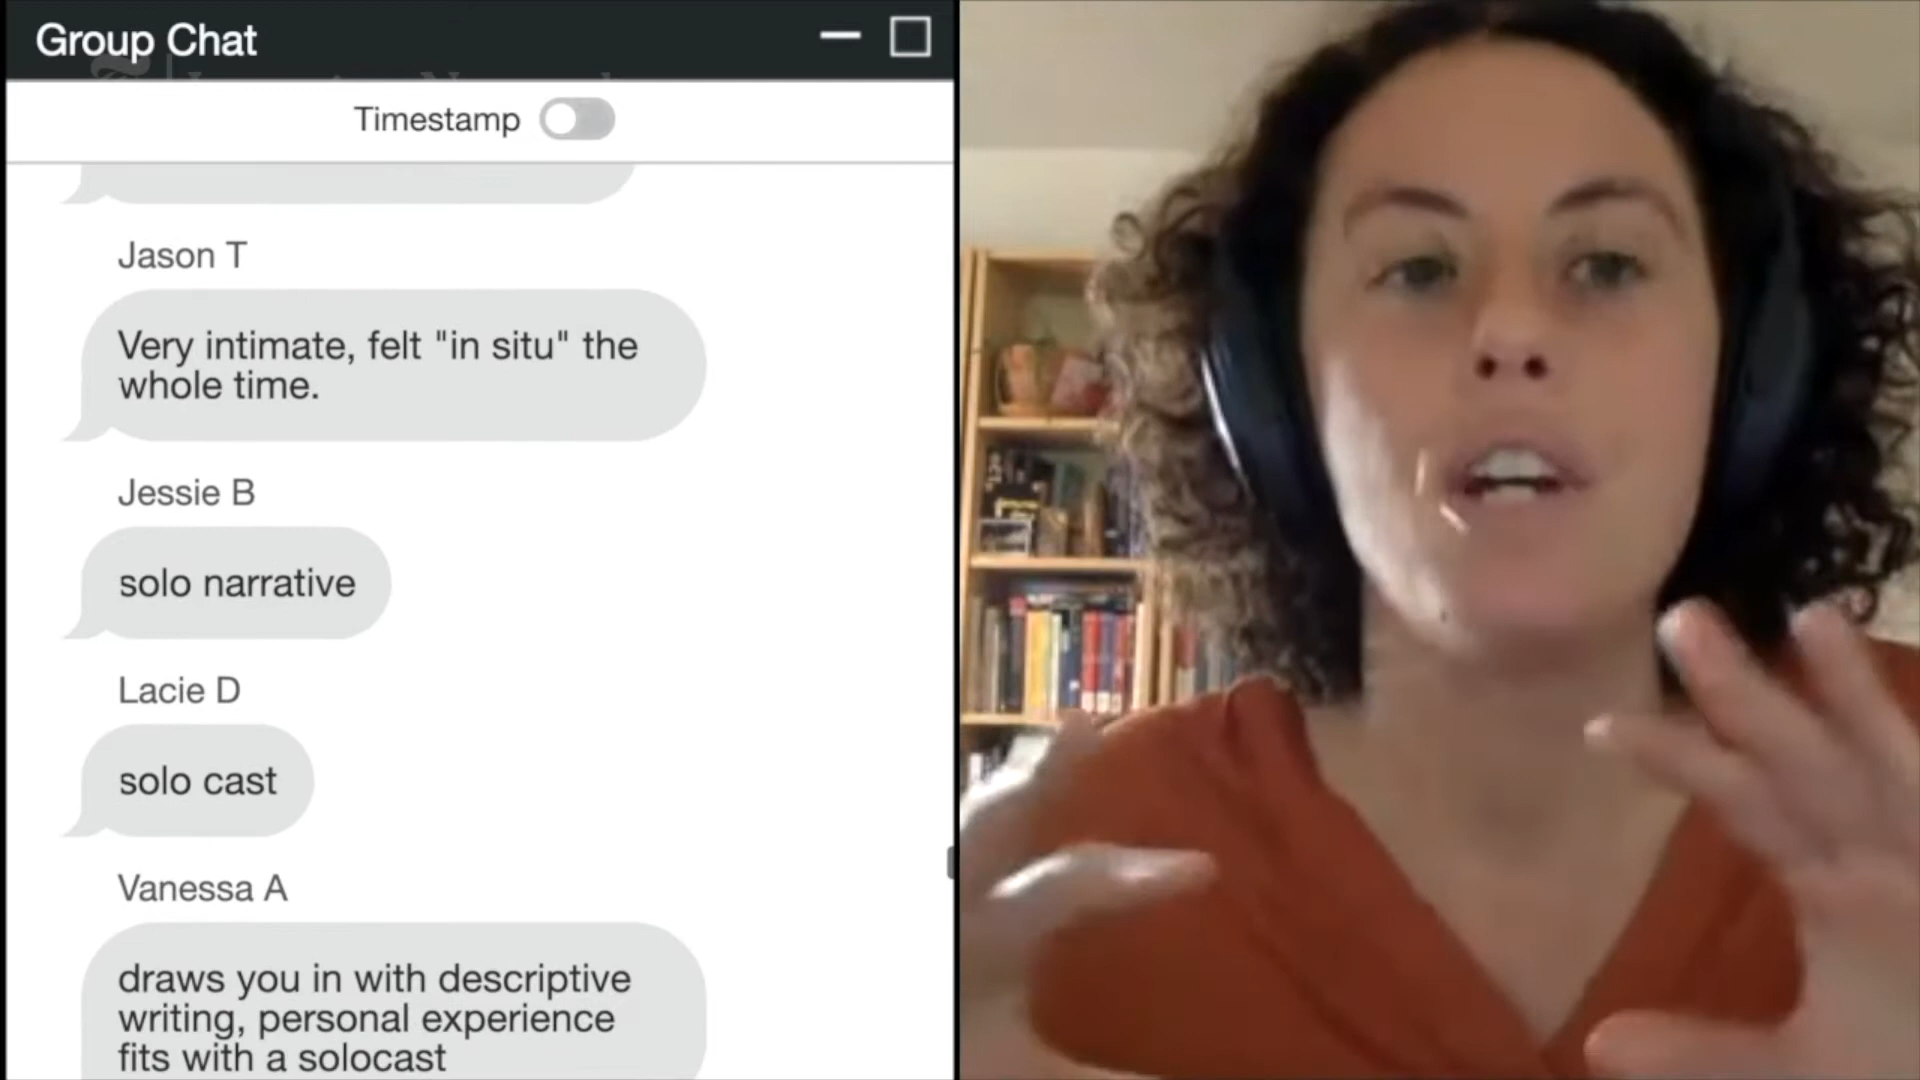 Group Chat
Timestamp
Jason T
Very intimate, felt "in situ" the
whole time.
Jessie B
solo narrative
Lacie D
solo cast
Vanessa A
draws you in with descriptive
writing, personal experience
fits with a solocast